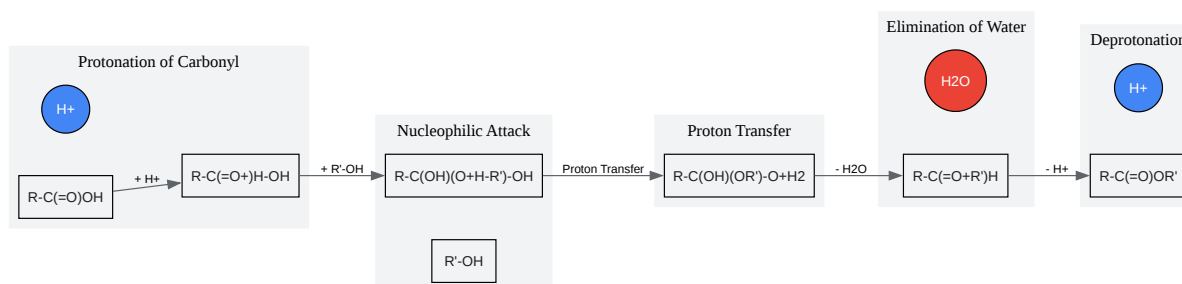 Protonation of Carbonyl
H+
R-C(=O)OH
+ H+
R-C(=O+)H-OH
+ R'-OH
Nucleophilic Attack
R-C(OH)(O+H-R')-OH
R'-OH
Proton Transfer
Proton Transfer
R-C(OH)(OR')-O+H2
- H2O
Elimination of Water
H2O
R-C(=O+R')H
- H+
Deprotonation
H+
R-C(=O)OR'